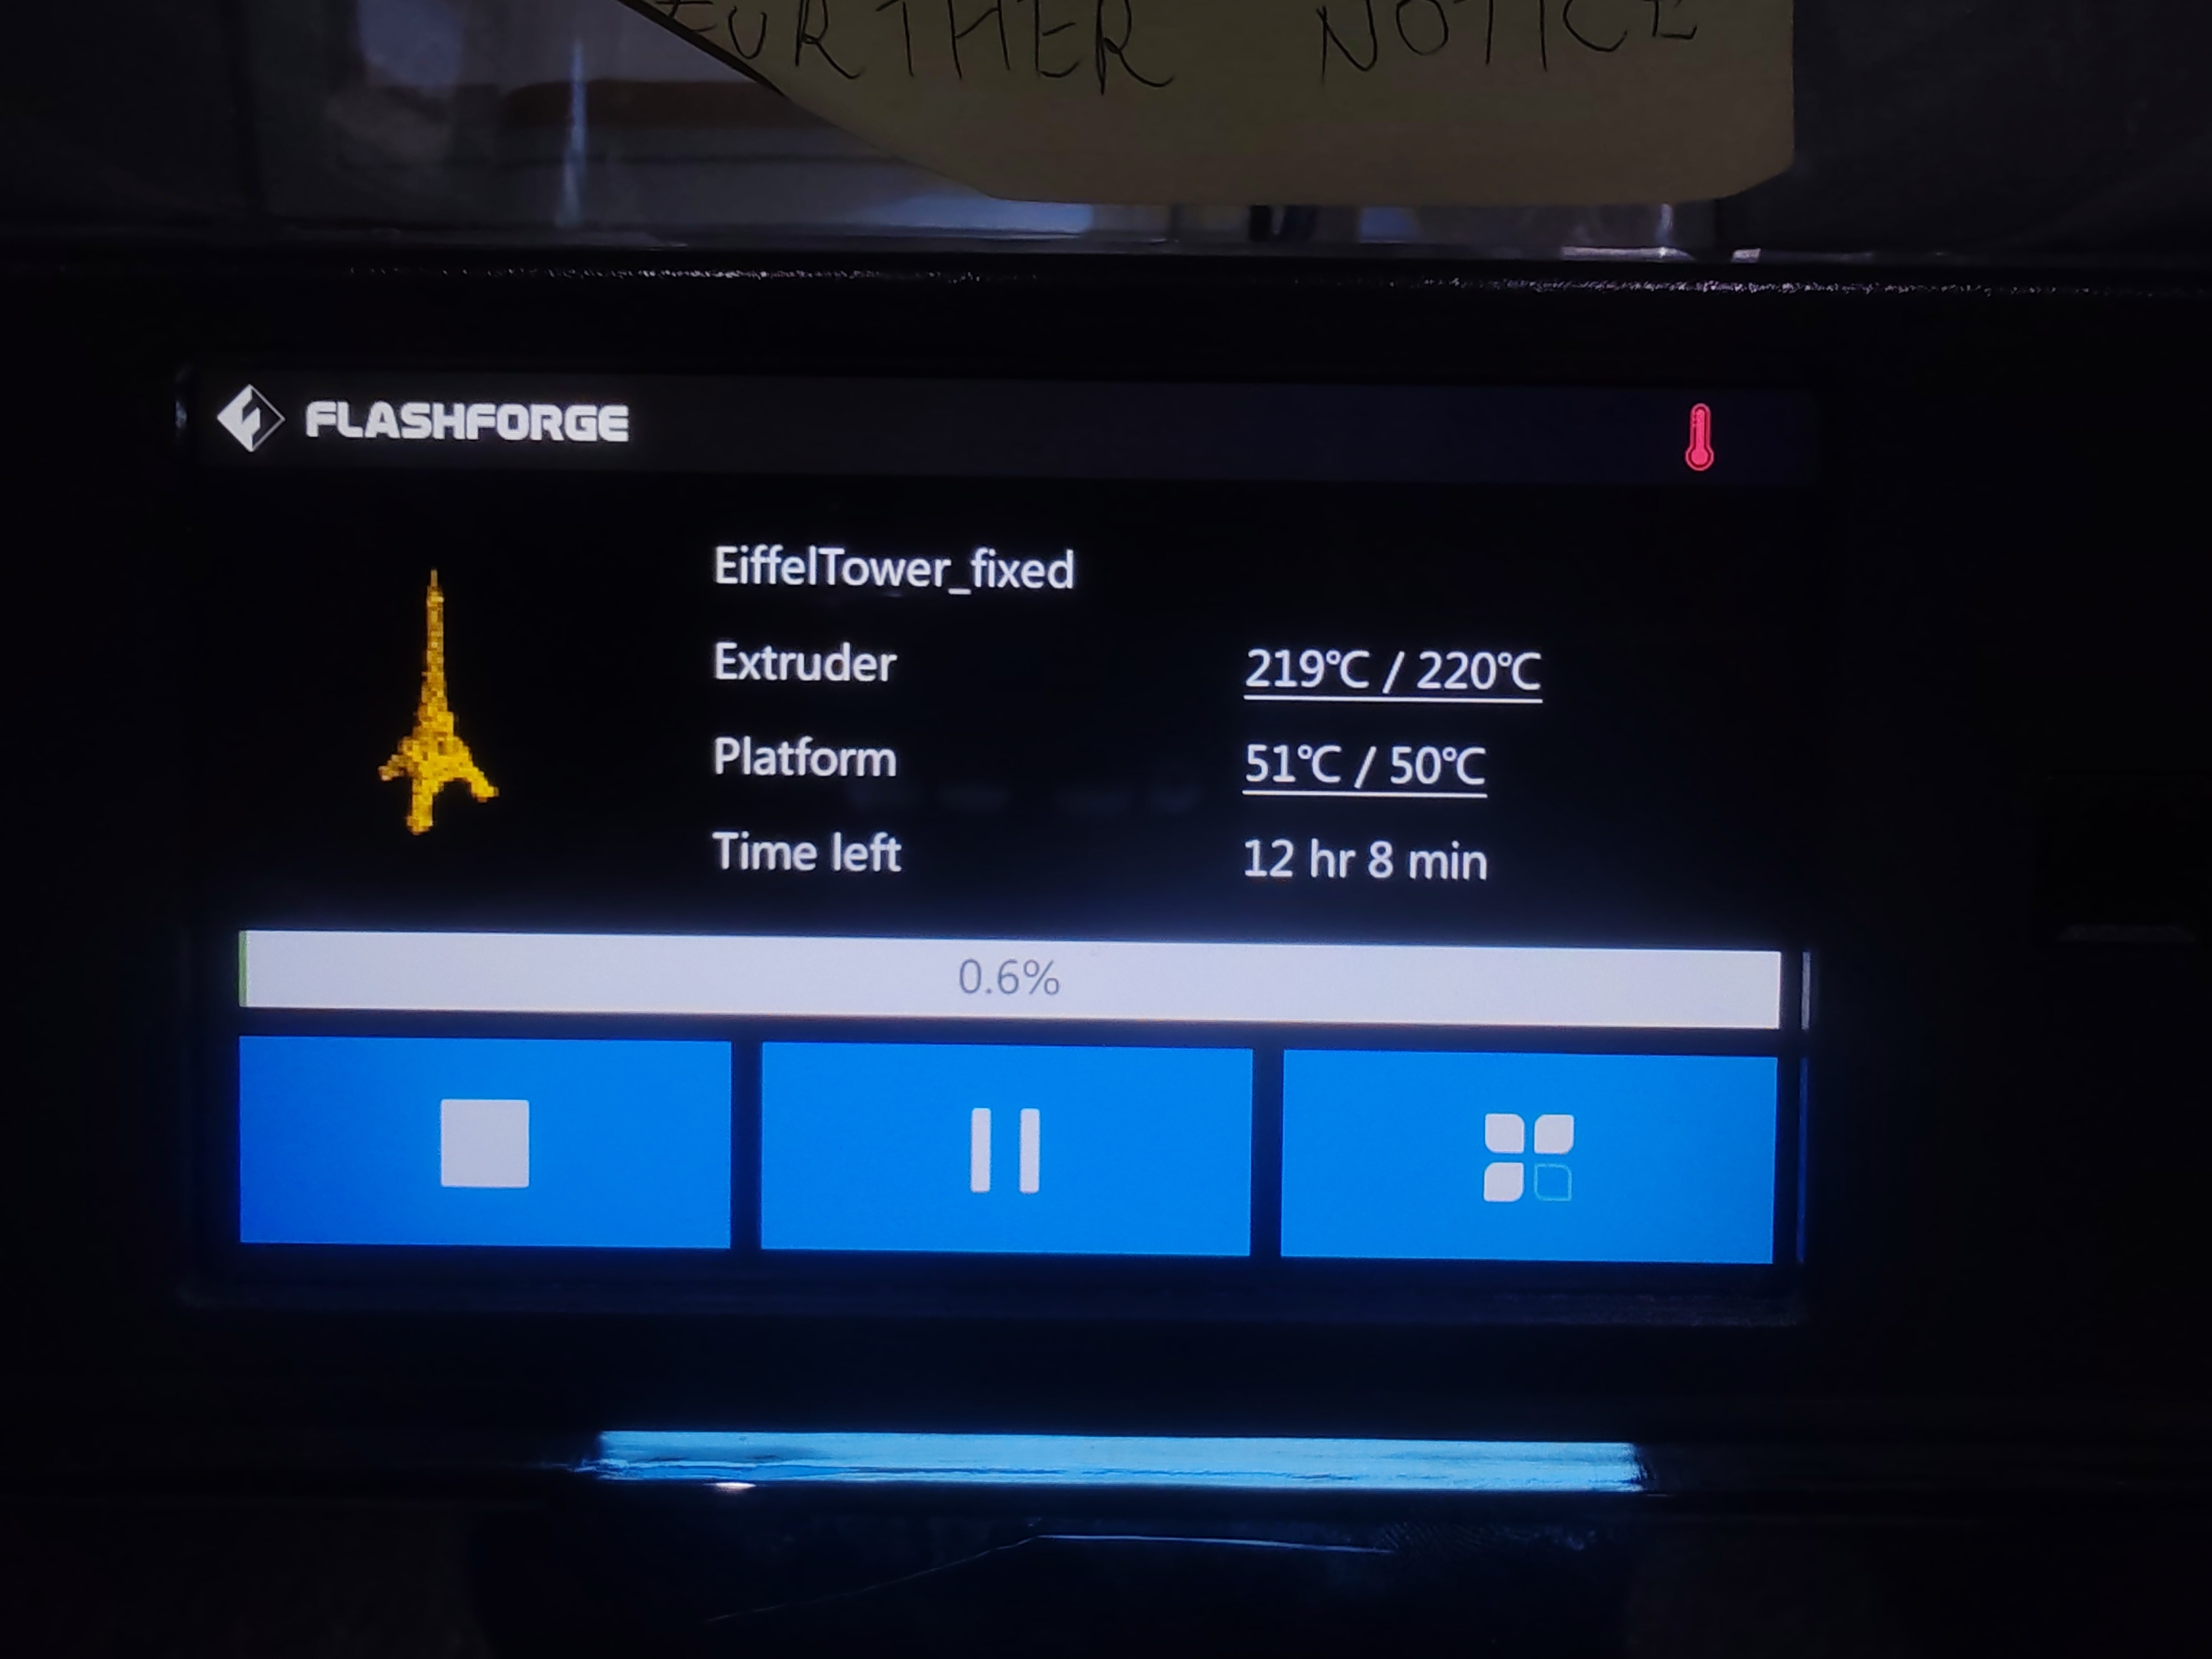 FURTHER NOTICE
FLASHFORGE
EiffelTower_fixed
Extruder 219°C / 220°C
Platform 51°C / 50°C
Time left 12 hr 8 min
0.6%